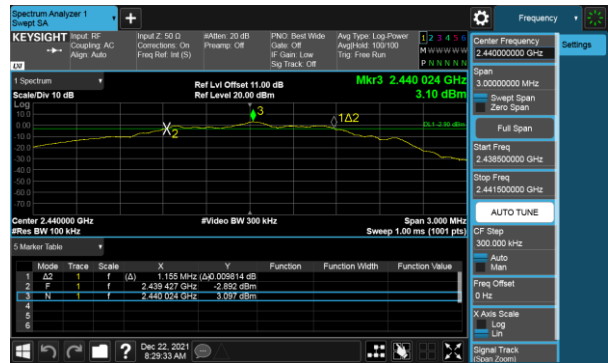 Spectrum Analyzer 1
Swept SA
Frequency
KEYSIGHT
Input: RF
Coupling: AC
Align: Auto
Input Z: 50 Ω
Corrections: On
Freq Ref: Int (S)
#Atten: 20 dB
Preamp: Off
PNO: Best Wide
Gate: Off
IF Gain: Low
Sig Track: Off
Avg Type: Log-Power
Avg|Hold: 100/100
Trig: Free Run
1 2 3 4 5 6
M W W W W W
P N N N N N
LXI
1 Spectrum
Scale/Div 10 dB
Ref Lvl Offset 11.00 dB
Ref Level 20.00 dBm
Mkr3 2.440 024 GHz
3.10 dBm
Log
10.0
0.00
-10.0
-20.0
-30.0
-40.0
-50.0
-60.0
-70.0
3
2
1Δ2
DL1 -2.90 dBm
Center 2.440000 GHz
#Res BW 100 kHz
#Video BW 300 kHz
Span 3.000 MHz
Sweep 1.00 ms (1001 pts)
5 Marker Table
Mode Trace Scale X Y Function Function Width Function Value
1 Δ2 1 f (Δ) 1.155 MHz (Δ) 0.009814 dB
2 F 1 f 2.439 427 GHz -2.892 dBm
3 N 1 f 2.440 024 GHz 3.097 dBm
4
5
6
?
Dec 22, 2021
8:29:33 AM
Center Frequency
2.440000000 GHz
Settings
Span
3.00000000 MHz
Swept Span
Zero Span
Full Span
Start Freq
2.438500000 GHz
Stop Freq
2.441500000 GHz
AUTO TUNE
CF Step
300.000 kHz
Auto
Man
Freq Offset
0 Hz
X Axis Scale
Log
Lin
Signal Track
(Span Zoom)